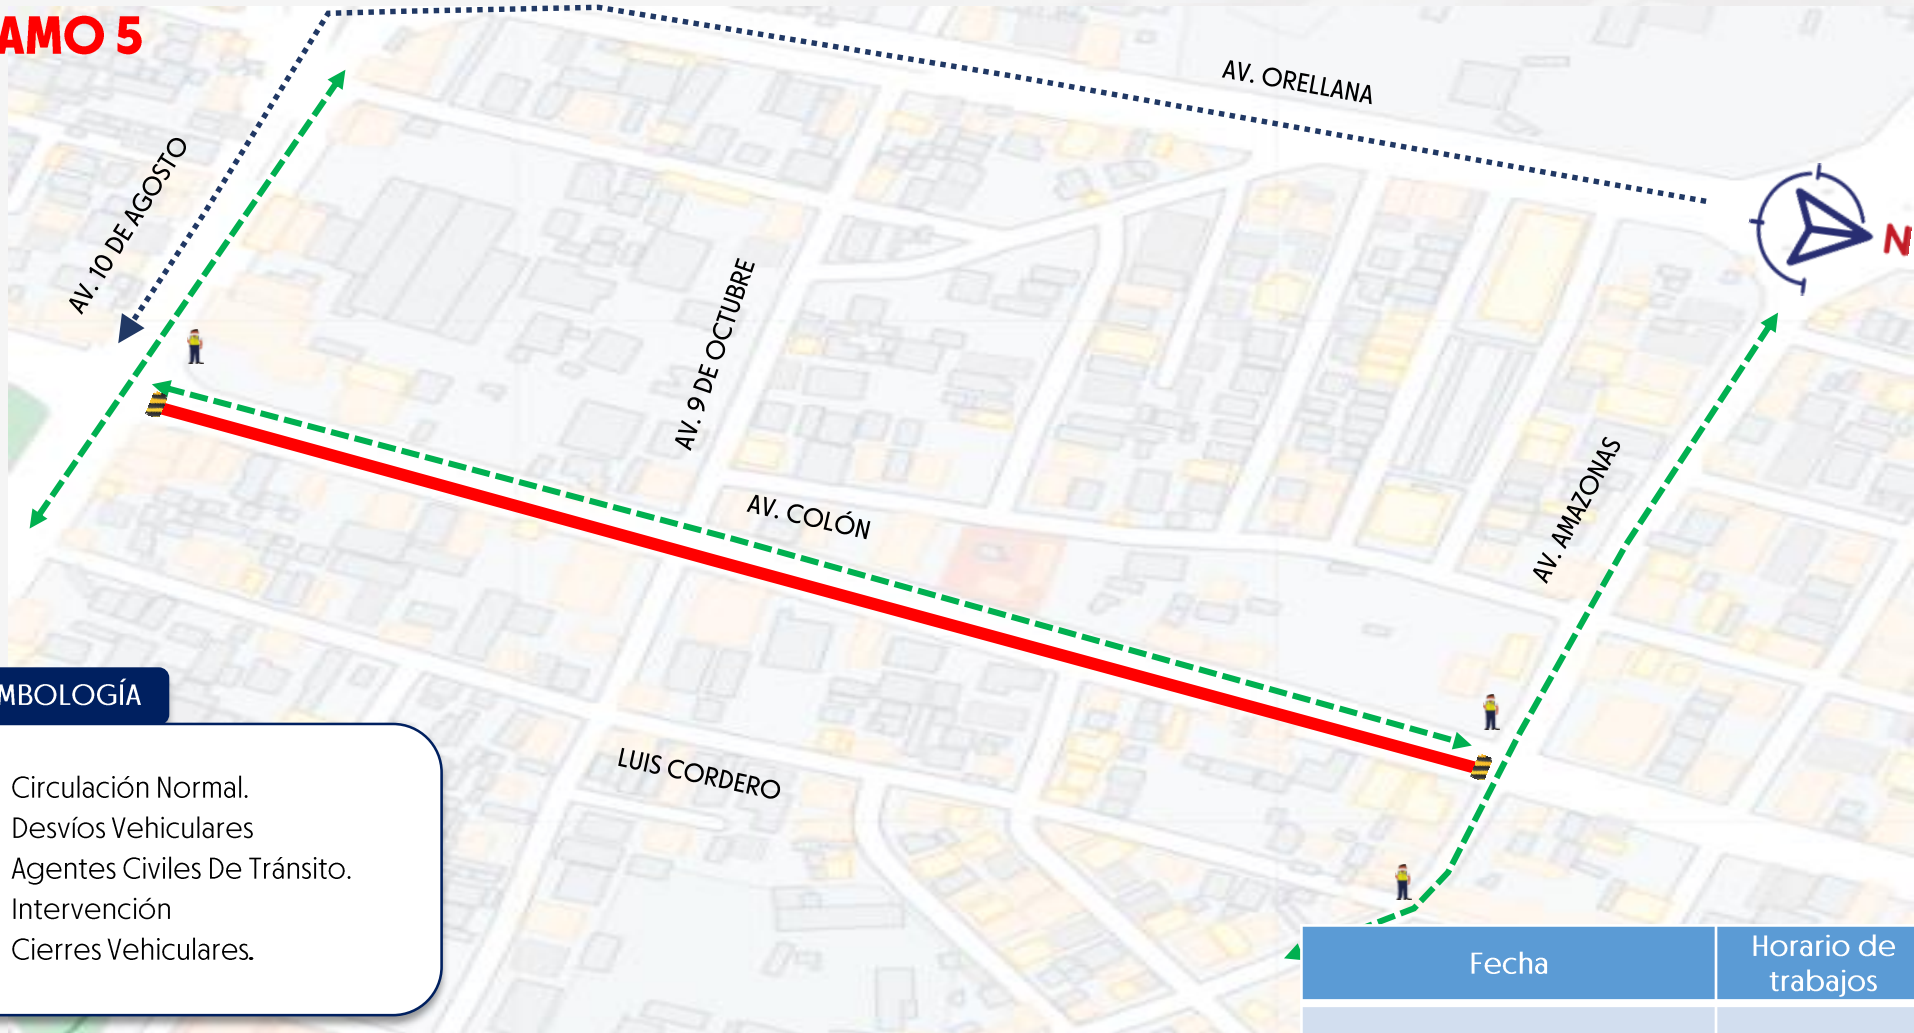 AMO 5
AV. ORELLANA
AV. 10 DE AGOSTO
N
AV. 9 DE OCTUBRE
AV. COLÓN
AV. AMAZONAS
LUIS CORDERO
MBOLOGÍA
Circulación Normal.
Desvíos Vehiculares
Agentes Civiles De Tránsito.
Intervención
Cierres Vehiculares.
Fecha
Horario de
trabajos